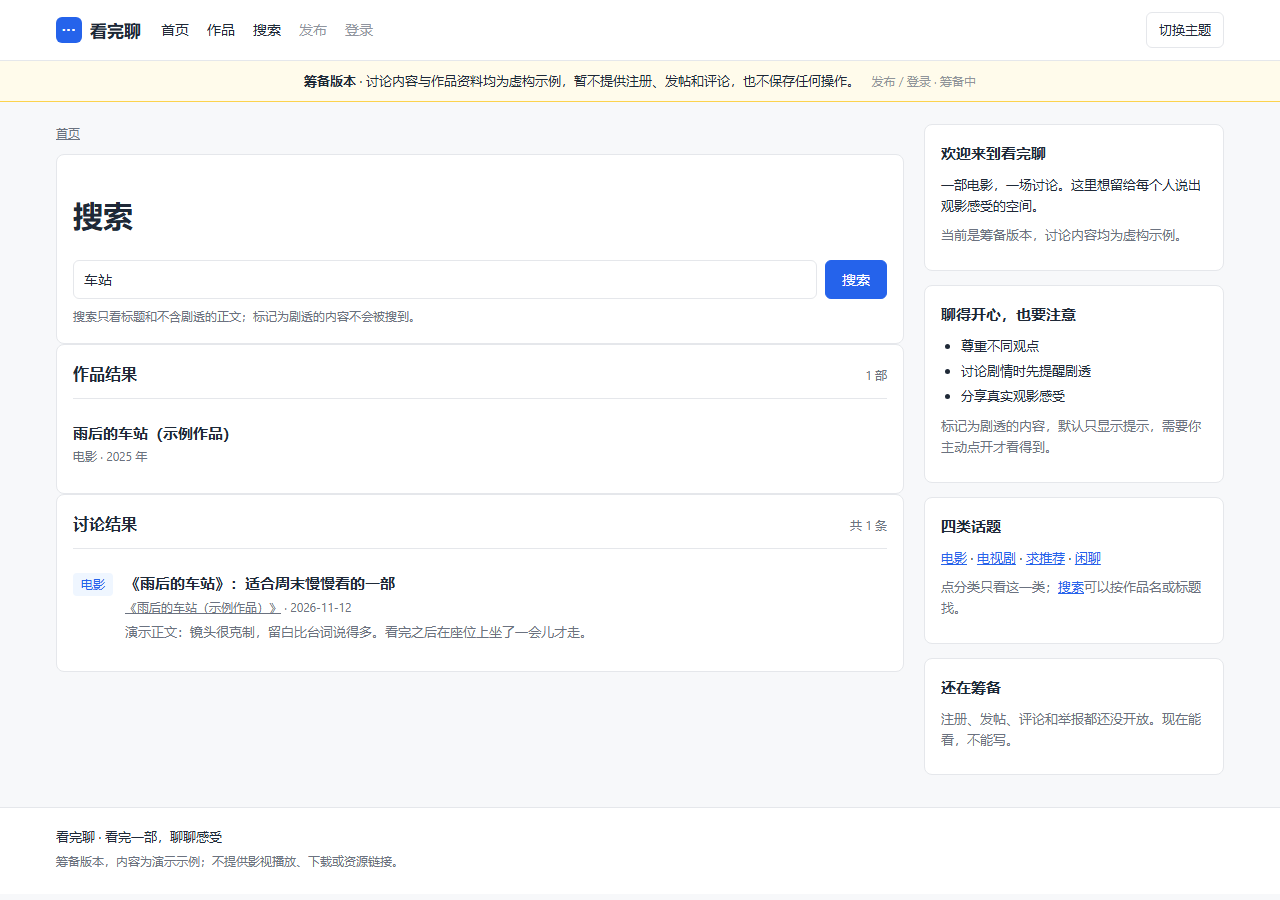 看完聊 首页 作品 搜索 发布 登录 切换主题
筹备版本 · 讨论内容与作品资料均为虚构示例，暂不提供注册、发帖和评论，也不保存任何操作。 发布 / 登录 · 筹备中
首页
搜索
车站 搜索
搜索只看标题和不含剧透的正文；标记为剧透的内容不会被搜到。
作品结果 1 部
雨后的车站（示例作品）
电影 · 2025 年
讨论结果 共 1 条
电影 《雨后的车站》：适合周末慢慢看的一部
《雨后的车站（示例作品）》 · 2026-11-12
演示正文：镜头很克制，留白比台词说得多。看完之后在座位上坐了一会儿才走。
欢迎来到看完聊
一部电影，一场讨论。这里想留给每个人说出
观影感受的空间。
当前是筹备版本，讨论内容均为虚构示例。
聊得开心，也要注意
尊重不同观点
讨论剧情时先提醒剧透
分享真实观影感受
标记为剧透的内容，默认只显示提示，需要你
主动点开才看得到。
四类话题
电影 · 电视剧 · 求推荐 · 闲聊
点分类只看这一类；搜索可以按作品名或标题
找。
还在筹备
注册、发帖、评论和举报都还没开放。现在能
看，不能写。
看完聊 · 看完一部，聊聊感受
筹备版本，内容为演示示例；不提供影视播放、下载或资源链接。